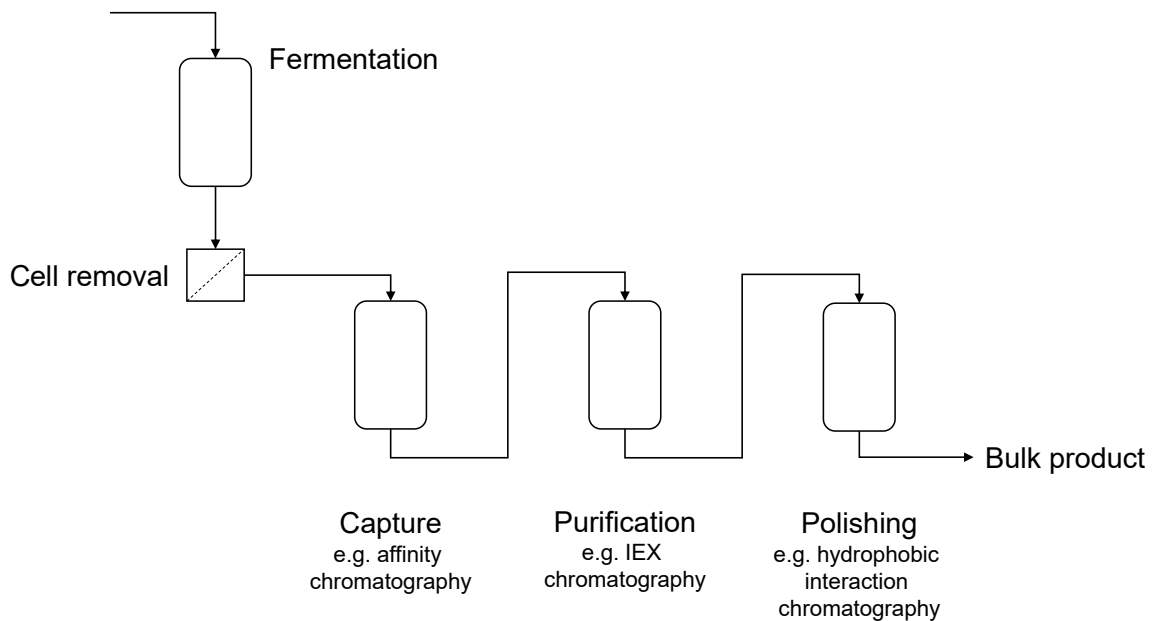 Fermentation
Cell removal
Bulk product
Capture
e.g. affinity
chromatography
Purification
e.g. IEX
chromatography
Polishing
e.g. hydrophobic
interaction
chromatography